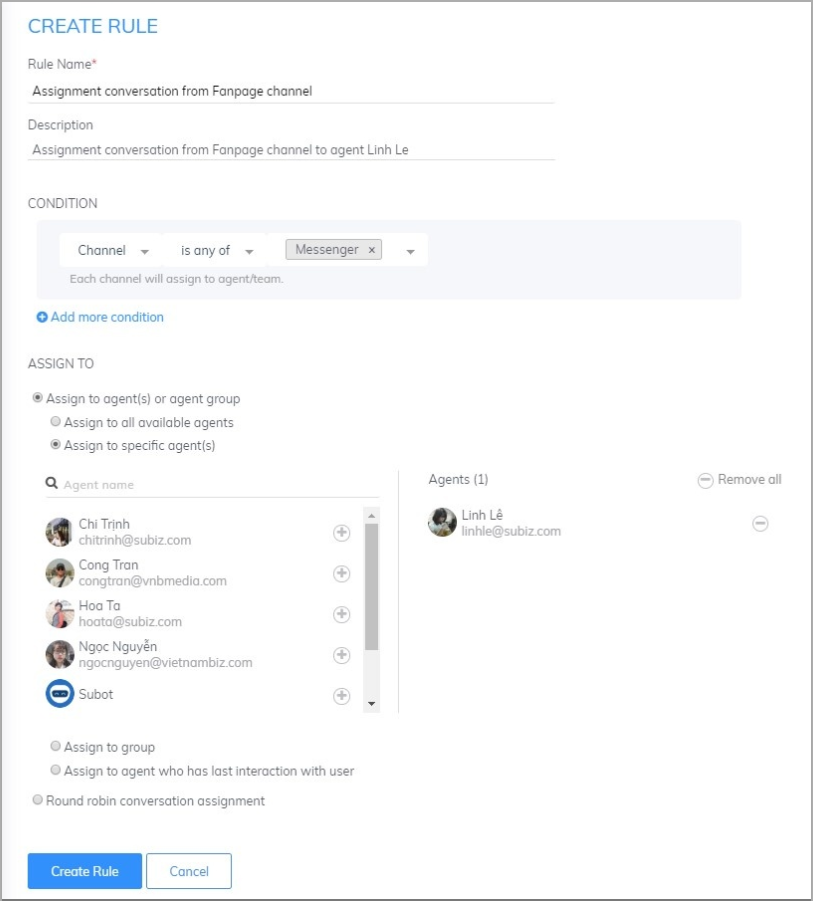 CREATE RULE
Rule Name*
Assignment conversation from Fanpage channel
Description
Assignment conversation from Fanpage channel to agent Linh Le
CONDITION
Channel is any of Messenger ×
Each channel will assign to agent/team.
Add more condition
ASSIGN TO
Assign to agent(s) or agent group
Assign to all available agents
Assign to specific agent(s)
Agent name
Agents (1) Remove all
Chi Trịnh
chitrinh@subiz.com
Linh Lê
linhle@subiz.com
Cong Tran
congtran@vnbmedia.com
Hoa Ta
hoata@subiz.com
Ngọc Nguyễn
ngocnguyen@vietnambiz.com
Subot
Assign to group
Assign to agent who has last interaction with user
Round robin conversation assignment
Create Rule Cancel